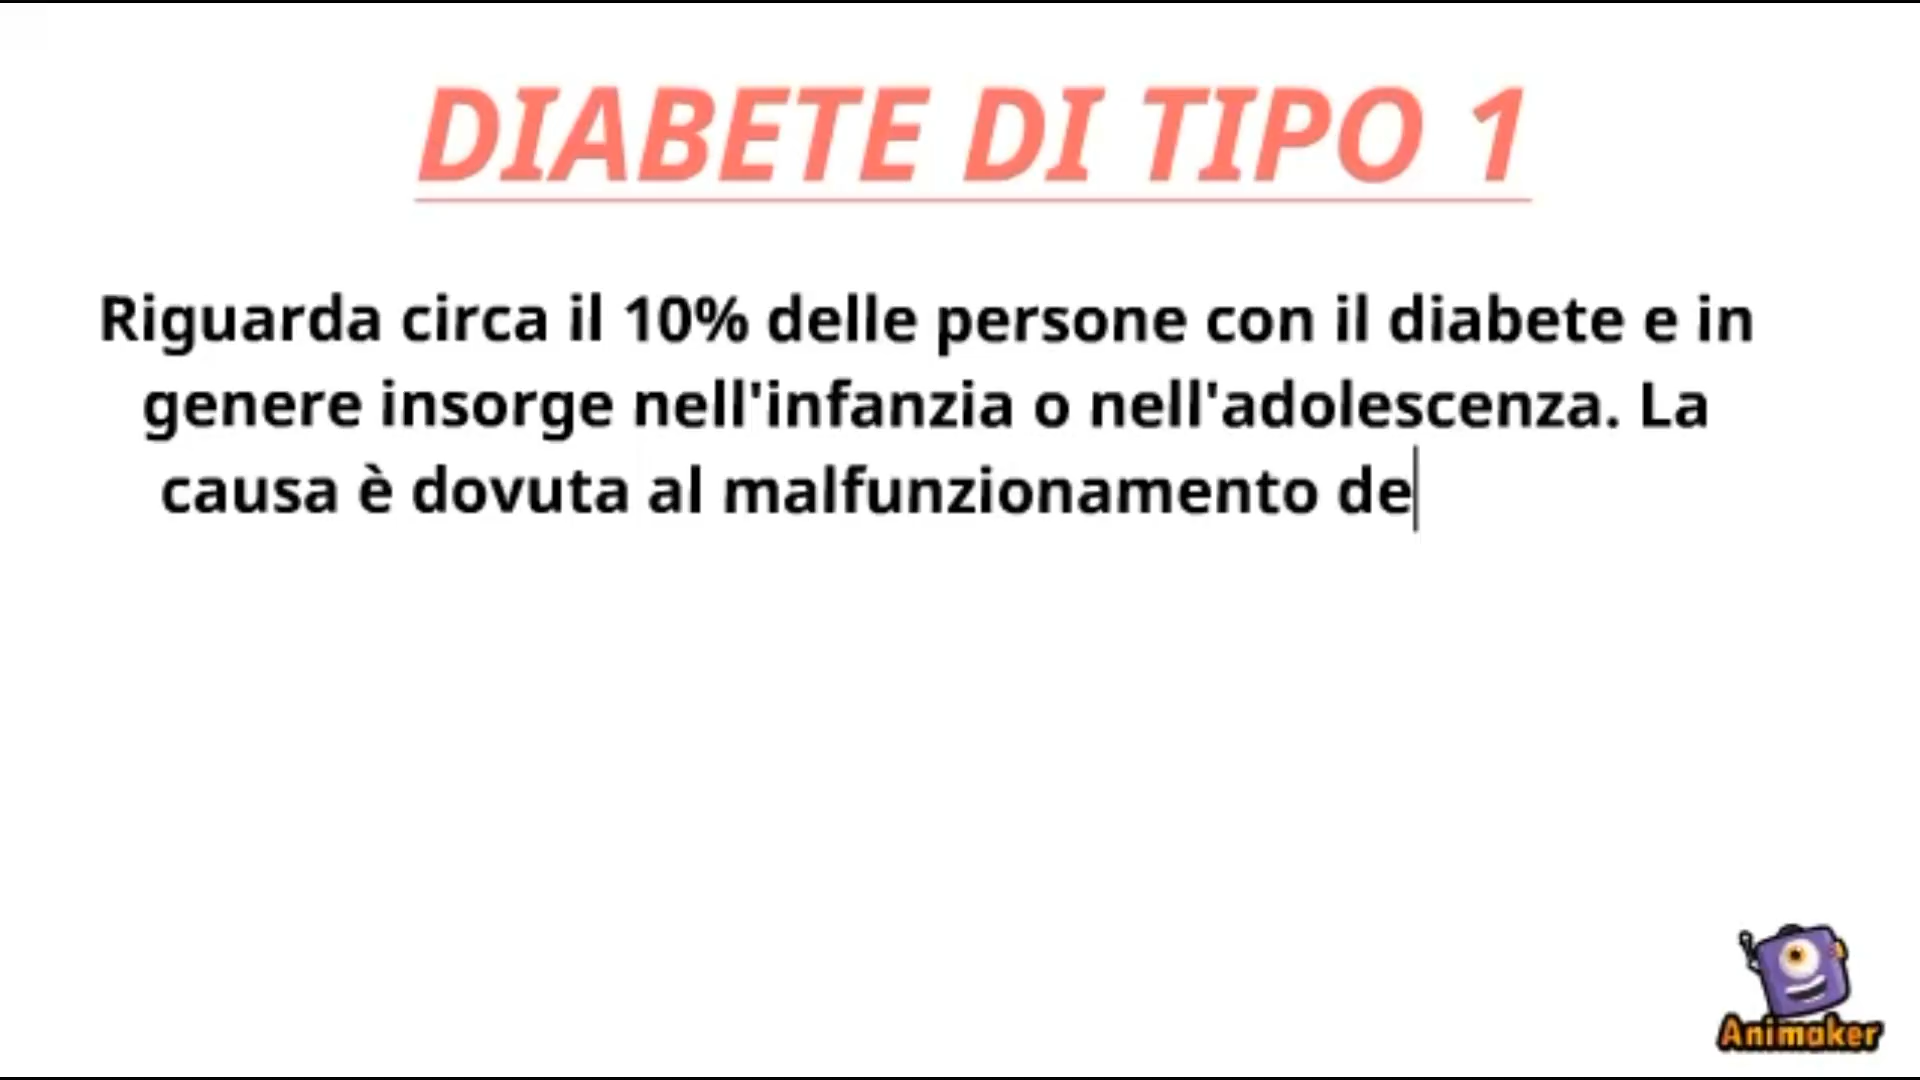 DIABETE DI TIPO 1
Riguarda circa il 10% delle persone con il diabete e in
genere insorge nell'infanzia o nell'adolescenza. La
causa è dovuta al malfunzionamento de
Animaker